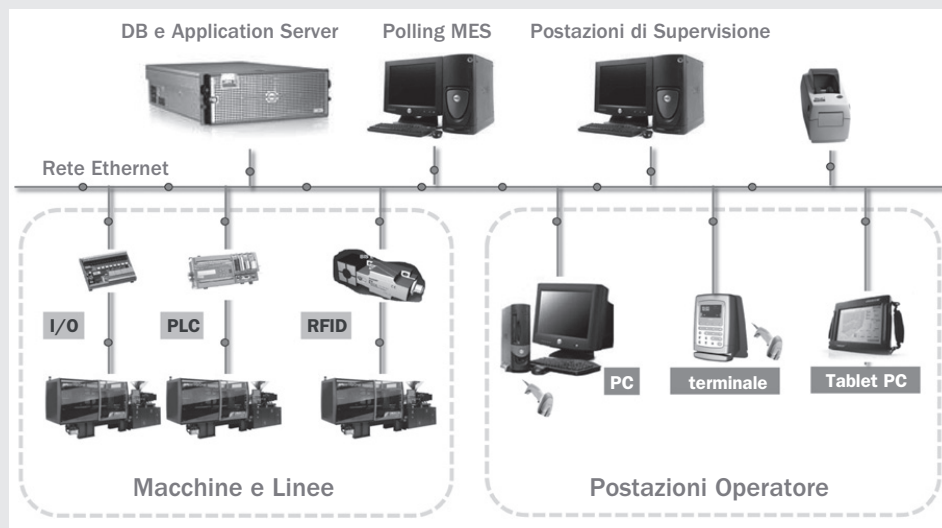 DB e Application Server
Polling MES
Postazioni di Supervisione
Rete Ethernet
I/O
PLC
RFID
PC
terminale
Tablet PC
Macchine e Linee
Postazioni Operatore